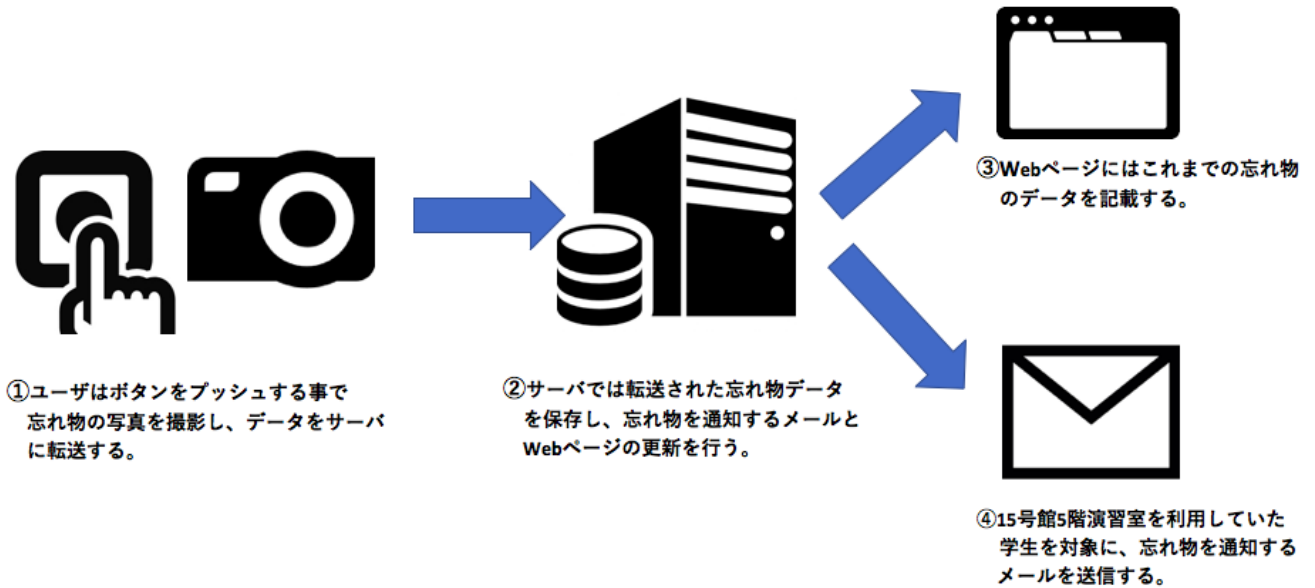 ①ユーザはボタンをプッシュする事で
忘れ物の写真を撮影し、データをサーバ
に転送する。
②サーバでは転送された忘れ物データ
を保存し、忘れ物を通知するメールと
Webページの更新を行う。
③Webページにはこれまでの忘れ物
のデータを記載する。
④15号館5階演習室を利用していた
学生を対象に、忘れ物を通知する
メールを送信する。